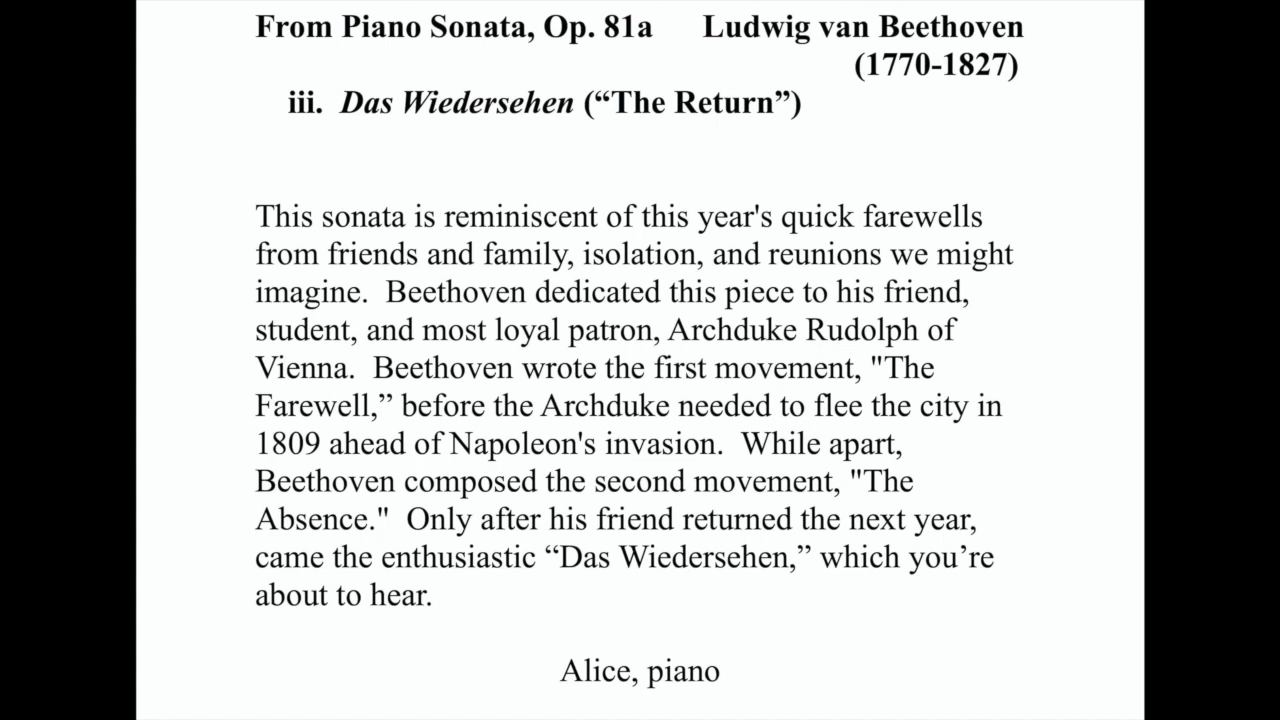 From Piano Sonata, Op. 81a Ludwig van Beethoven
(1770-1827)
iii. Das Wiedersehen (“The Return”)
This sonata is reminiscent of this year's quick farewells
from friends and family, isolation, and reunions we might
imagine. Beethoven dedicated this piece to his friend,
student, and most loyal patron, Archduke Rudolph of
Vienna. Beethoven wrote the first movement, "The
Farewell,” before the Archduke needed to flee the city in
1809 ahead of Napoleon's invasion. While apart,
Beethoven composed the second movement, "The
Absence." Only after his friend returned the next year,
came the enthusiastic “Das Wiedersehen,” which you’re
about to hear.
Alice, piano